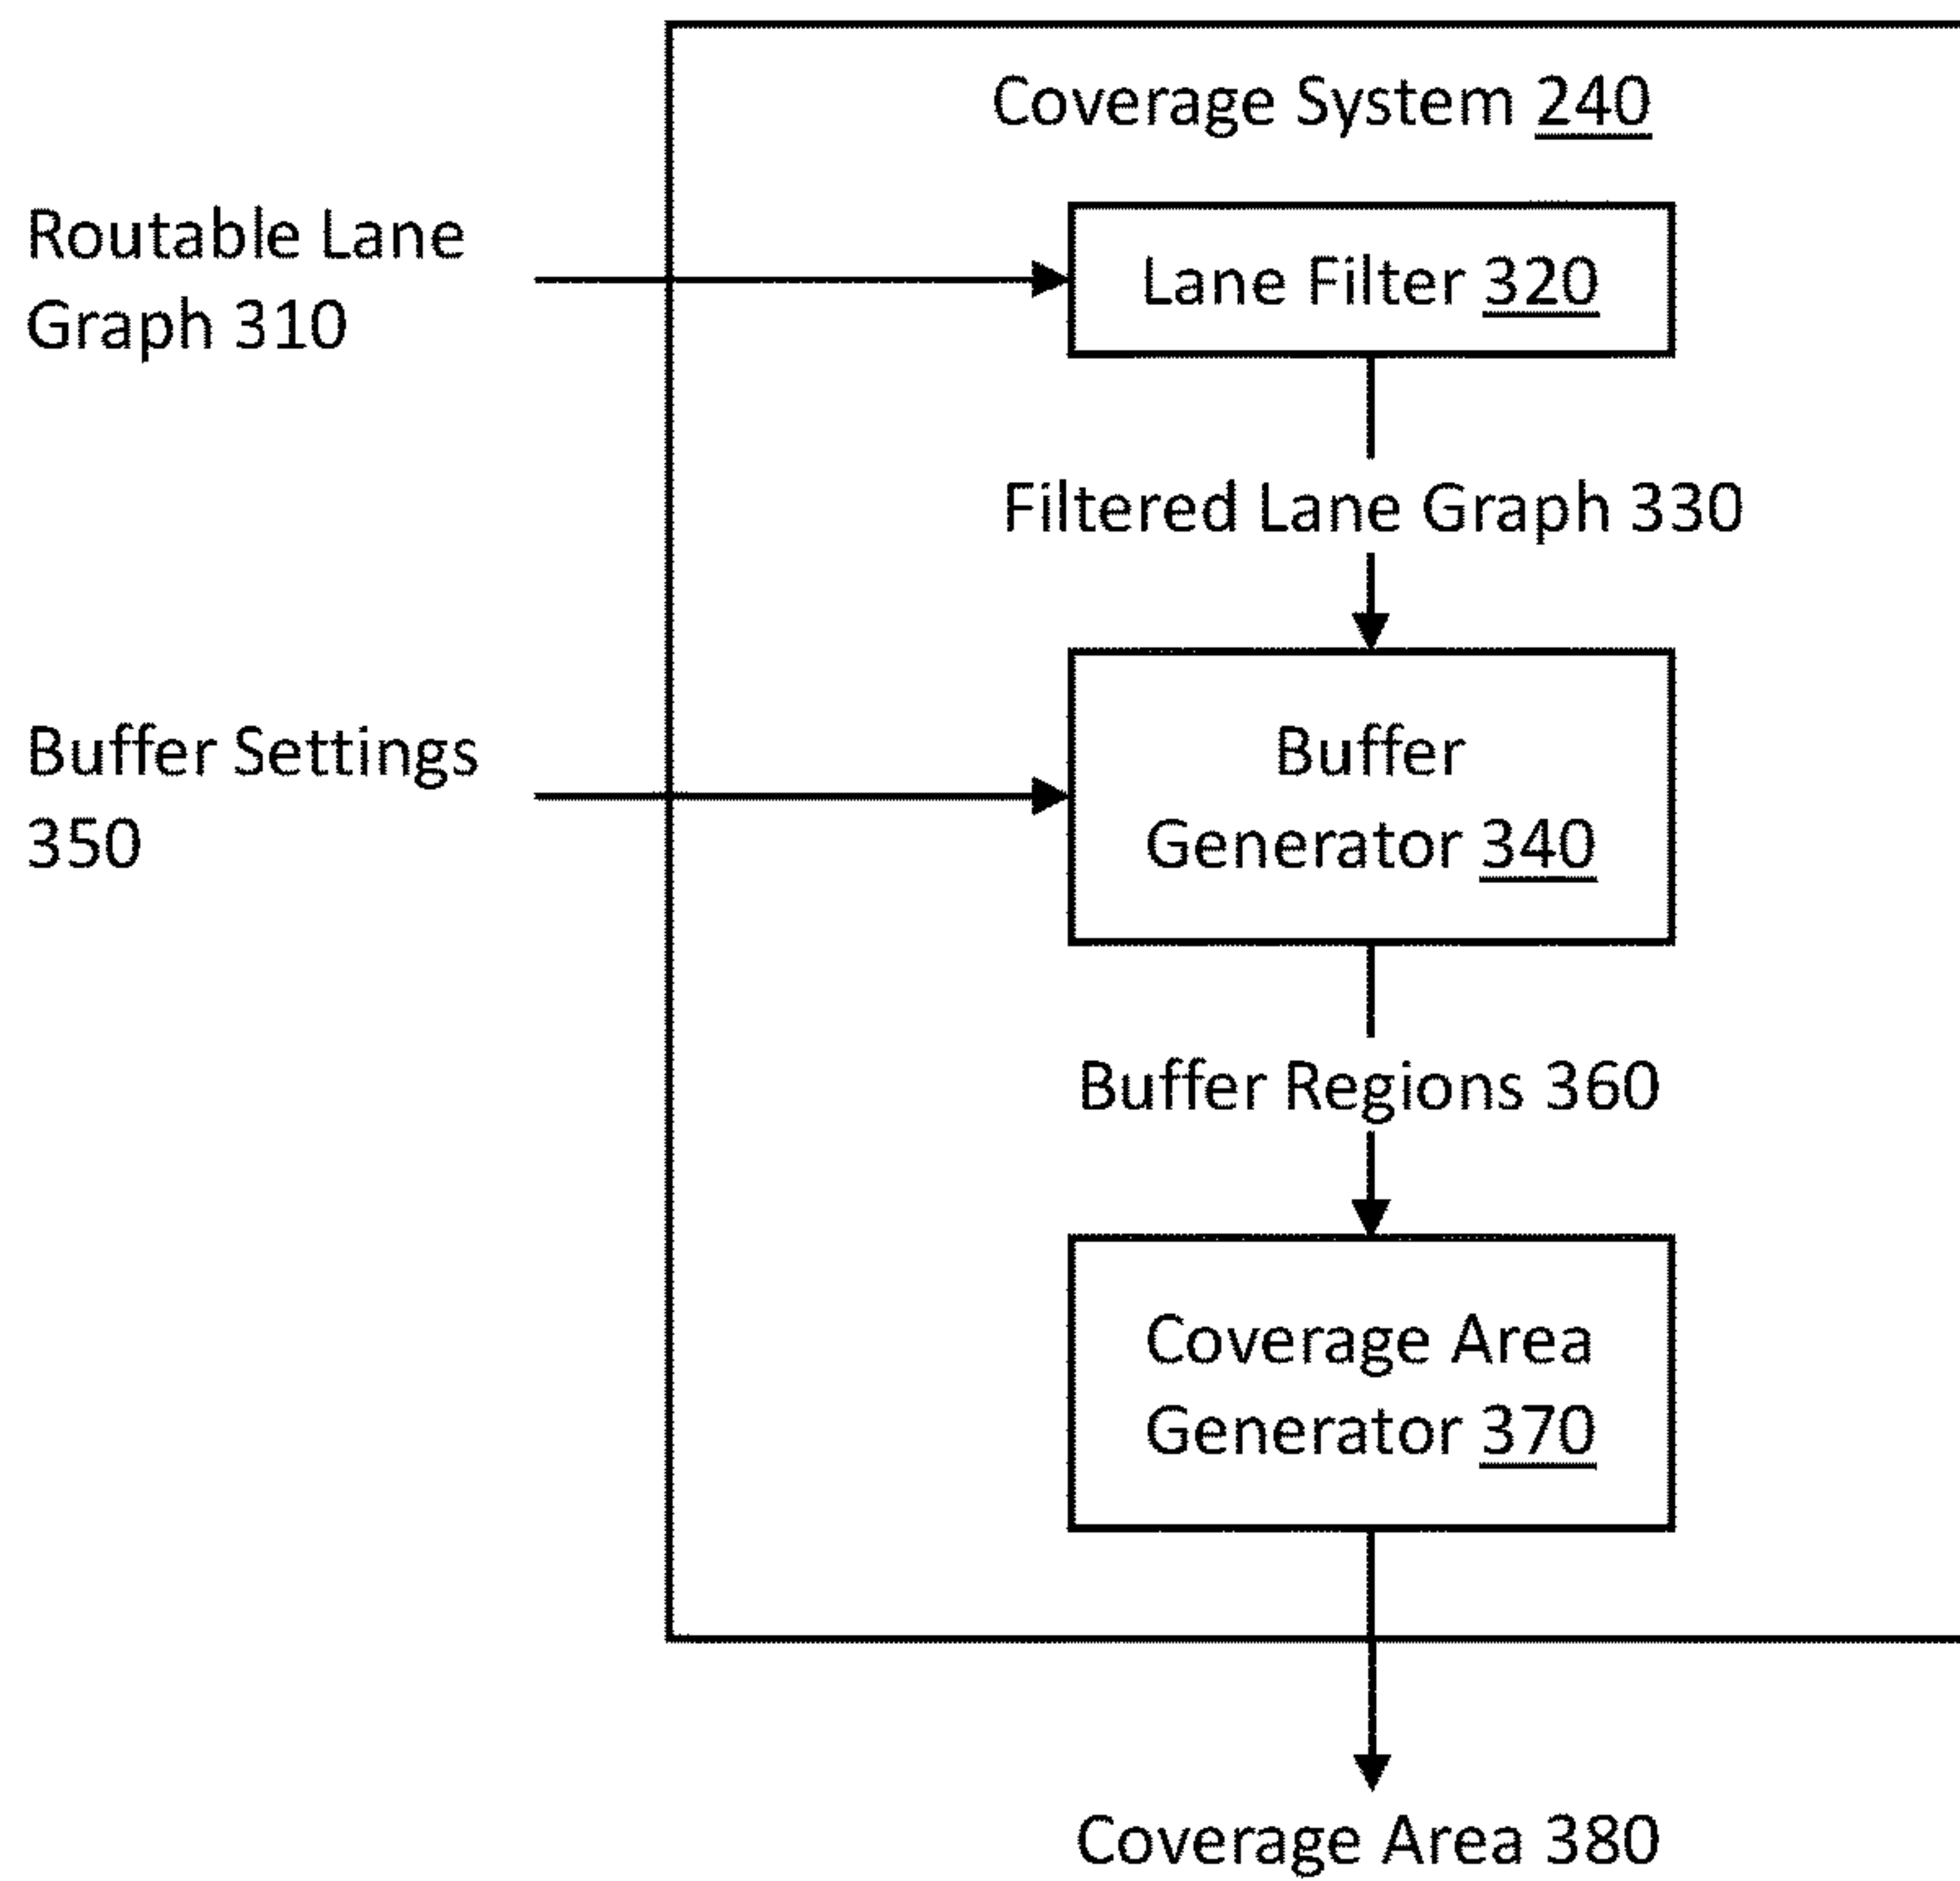 Coverage System 240
Routable Lane
Graph 310
Lane Filter 320
Filtered Lane Graph 330
Buffer Settings
350
Buffer
Generator 340
Buffer Regions 360
Coverage Area
Generator 370
Coverage Area 380